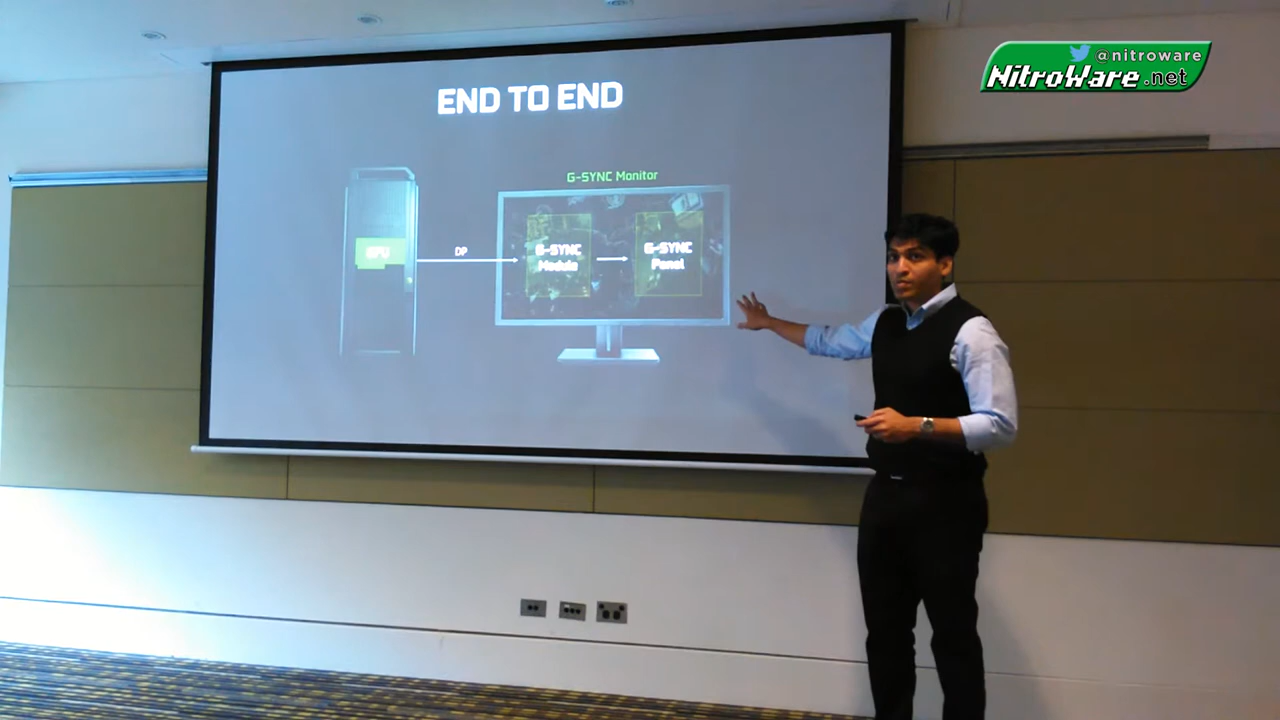 @nitroware
NitroWare.net
END TO END
G-SYNC Monitor
GPU
DP
G-SYNC
Module
G-SYNC
Panel